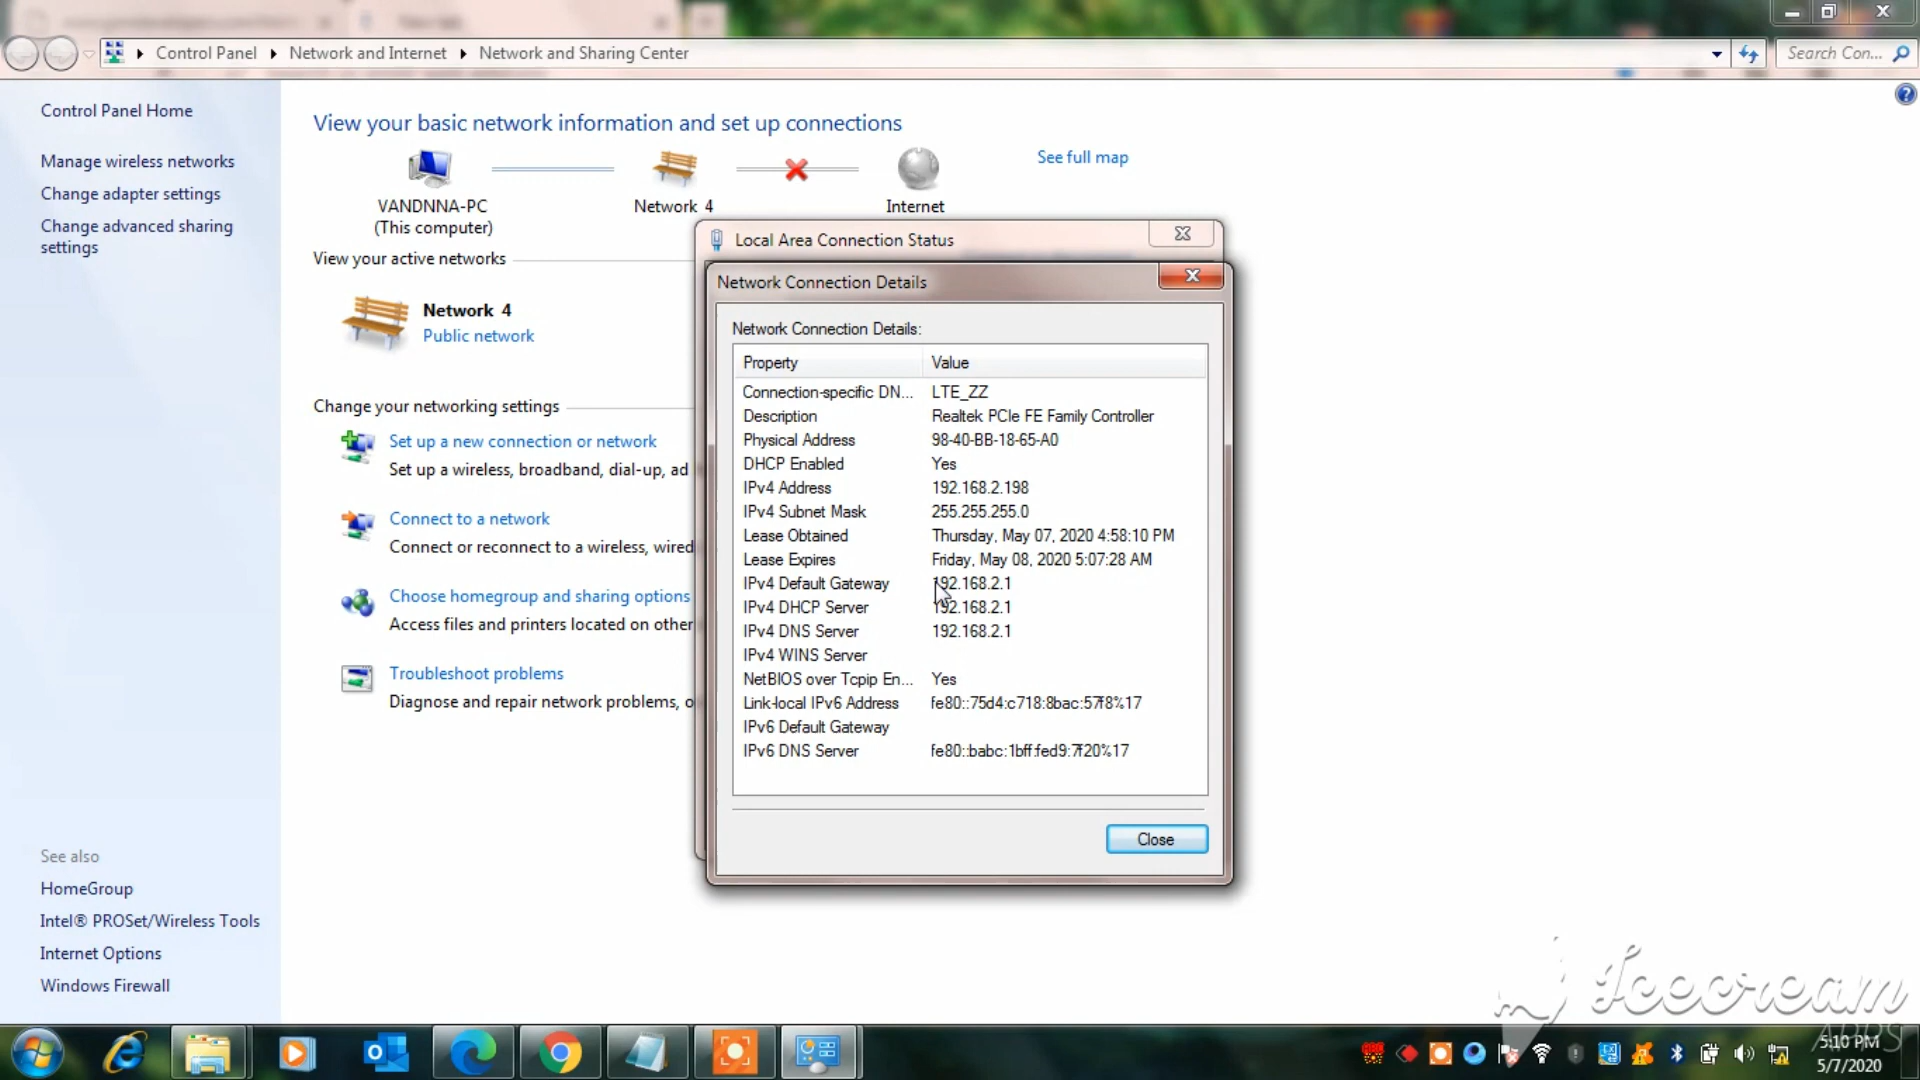 Control Panel
Network and Internet
Network and Sharing Center
Search Con...
Control Panel Home
Manage wireless networks
Change adapter settings
Change advanced sharing
settings
See also
HomeGroup
Intel® PROSet/Wireless Tools
Internet Options
Windows Firewall
View your basic network information and set up connections
See full map
VANDNNA-PC
(This computer)
Network 4
Internet
View your active networks
Network 4
Public network
Change your networking settings
Set up a new connection or network
Set up a wireless, broadband, dial-up, ad
Connect to a network
Connect or reconnect to a wireless, wired
Choose homegroup and sharing options
Access files and printers located on other
Troubleshoot problems
Diagnose and repair network problems, o
Local Area Connection Status
Network Connection Details
Network Connection Details:
Property Value
Connection-specific DN... LTE_ZZ
Description Realtek PCIe FE Family Controller
Physical Address 98-40-BB-18-65-A0
DHCP Enabled Yes
IPv4 Address 192.168.2.198
IPv4 Subnet Mask 255.255.255.0
Lease Obtained Thursday, May 07, 2020 4:58:10 PM
Lease Expires Friday, May 08, 2020 5:07:28 AM
IPv4 Default Gateway 192.168.2.1
IPv4 DHCP Server 192.168.2.1
IPv4 DNS Server 192.168.2.1
IPv4 WINS Server
NetBIOS over Tcpip En... Yes
Link-local IPv6 Address fe80::75d4:c718:8bac:57f8%17
IPv6 Default Gateway
IPv6 DNS Server fe80::babc:1bff:fed9:7f20%17
Close
Icecream
APPS
5:10 PM
5/7/2020